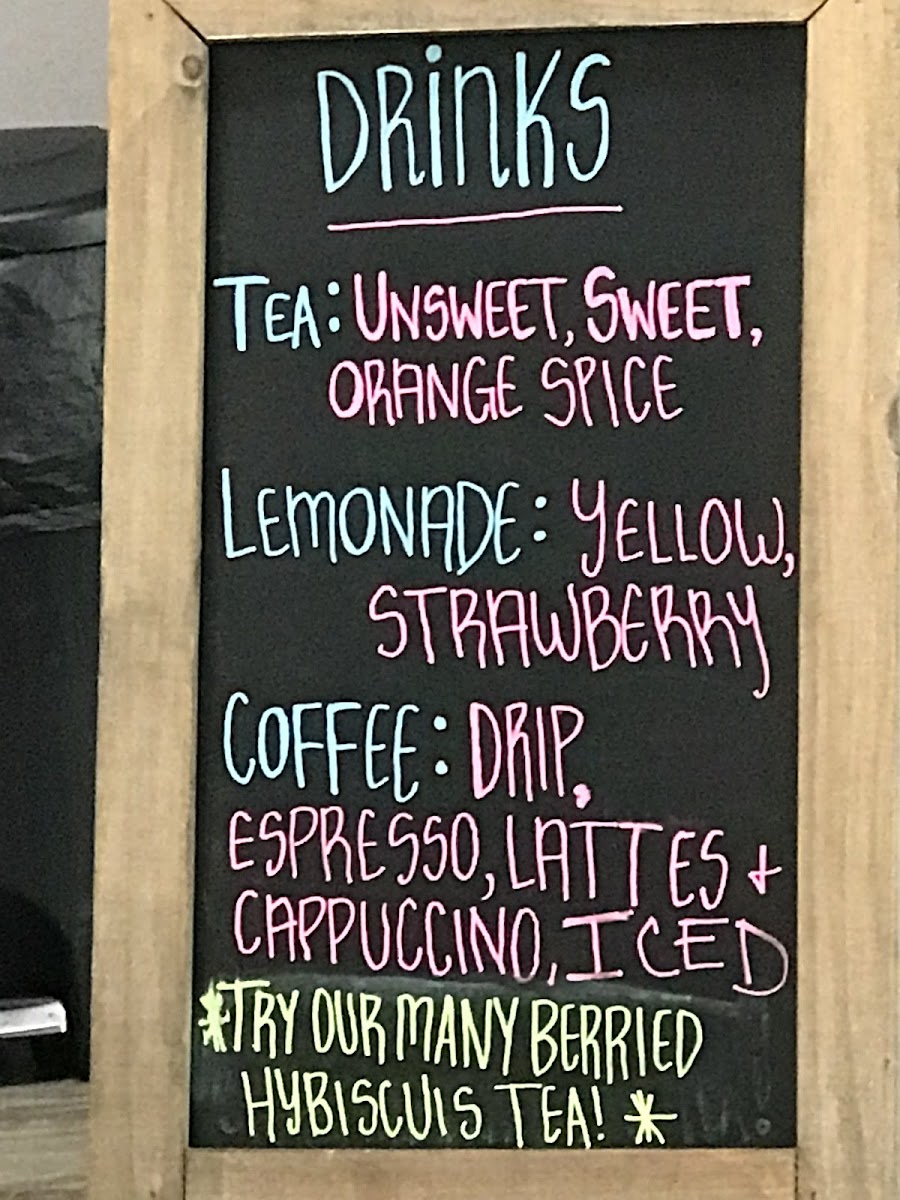 DRINKS
TEA: UNSWEET, SWEET,
ORANGE SPICE
LEMONADE: YELLOW,
STRAWBERRY
COFFEE: DRIP,
ESPRESSO, LATTES +
CAPPUCCINO, ICED
*TRY OUR MANY BERRIED
HYBISCUIS TEA! *